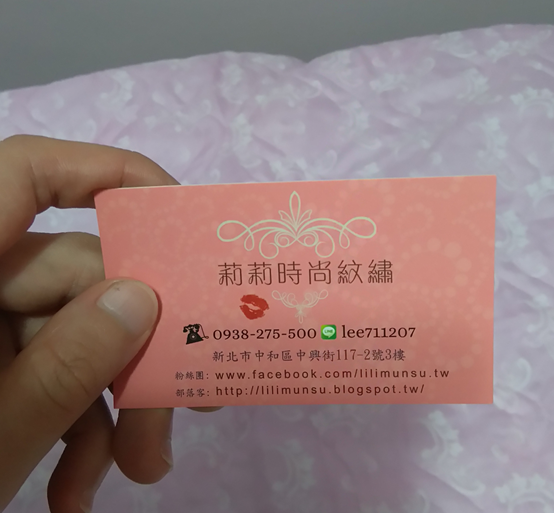 莉莉時尚紋繡
0938-275-500 LINE lee711207
新北市中和區中興街117-2號3樓
粉絲團: www.facebook.com/lilimunsu.tw
部落客: http://lilimunsu.blogspot.tw/